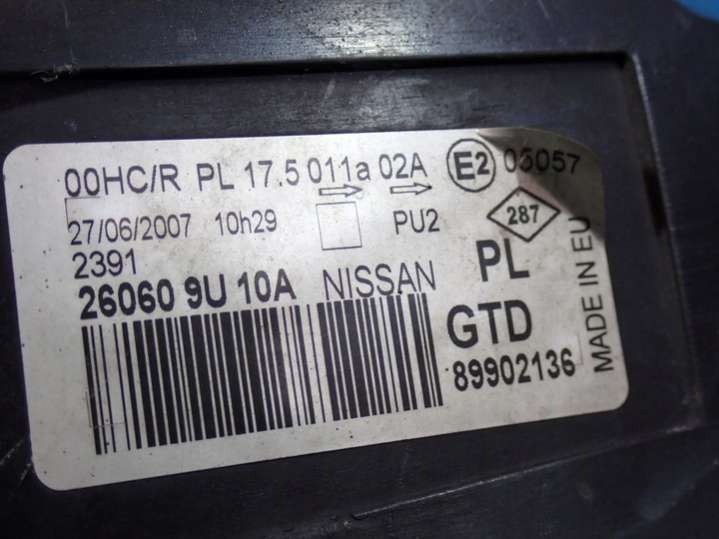 00HC/R PL 17.5 011a 02A E2 05057
27/06/2007 10h29 PU2 287
2391 PL
26060 9U 10A NISSAN
GTD
89902136
MADE IN EU